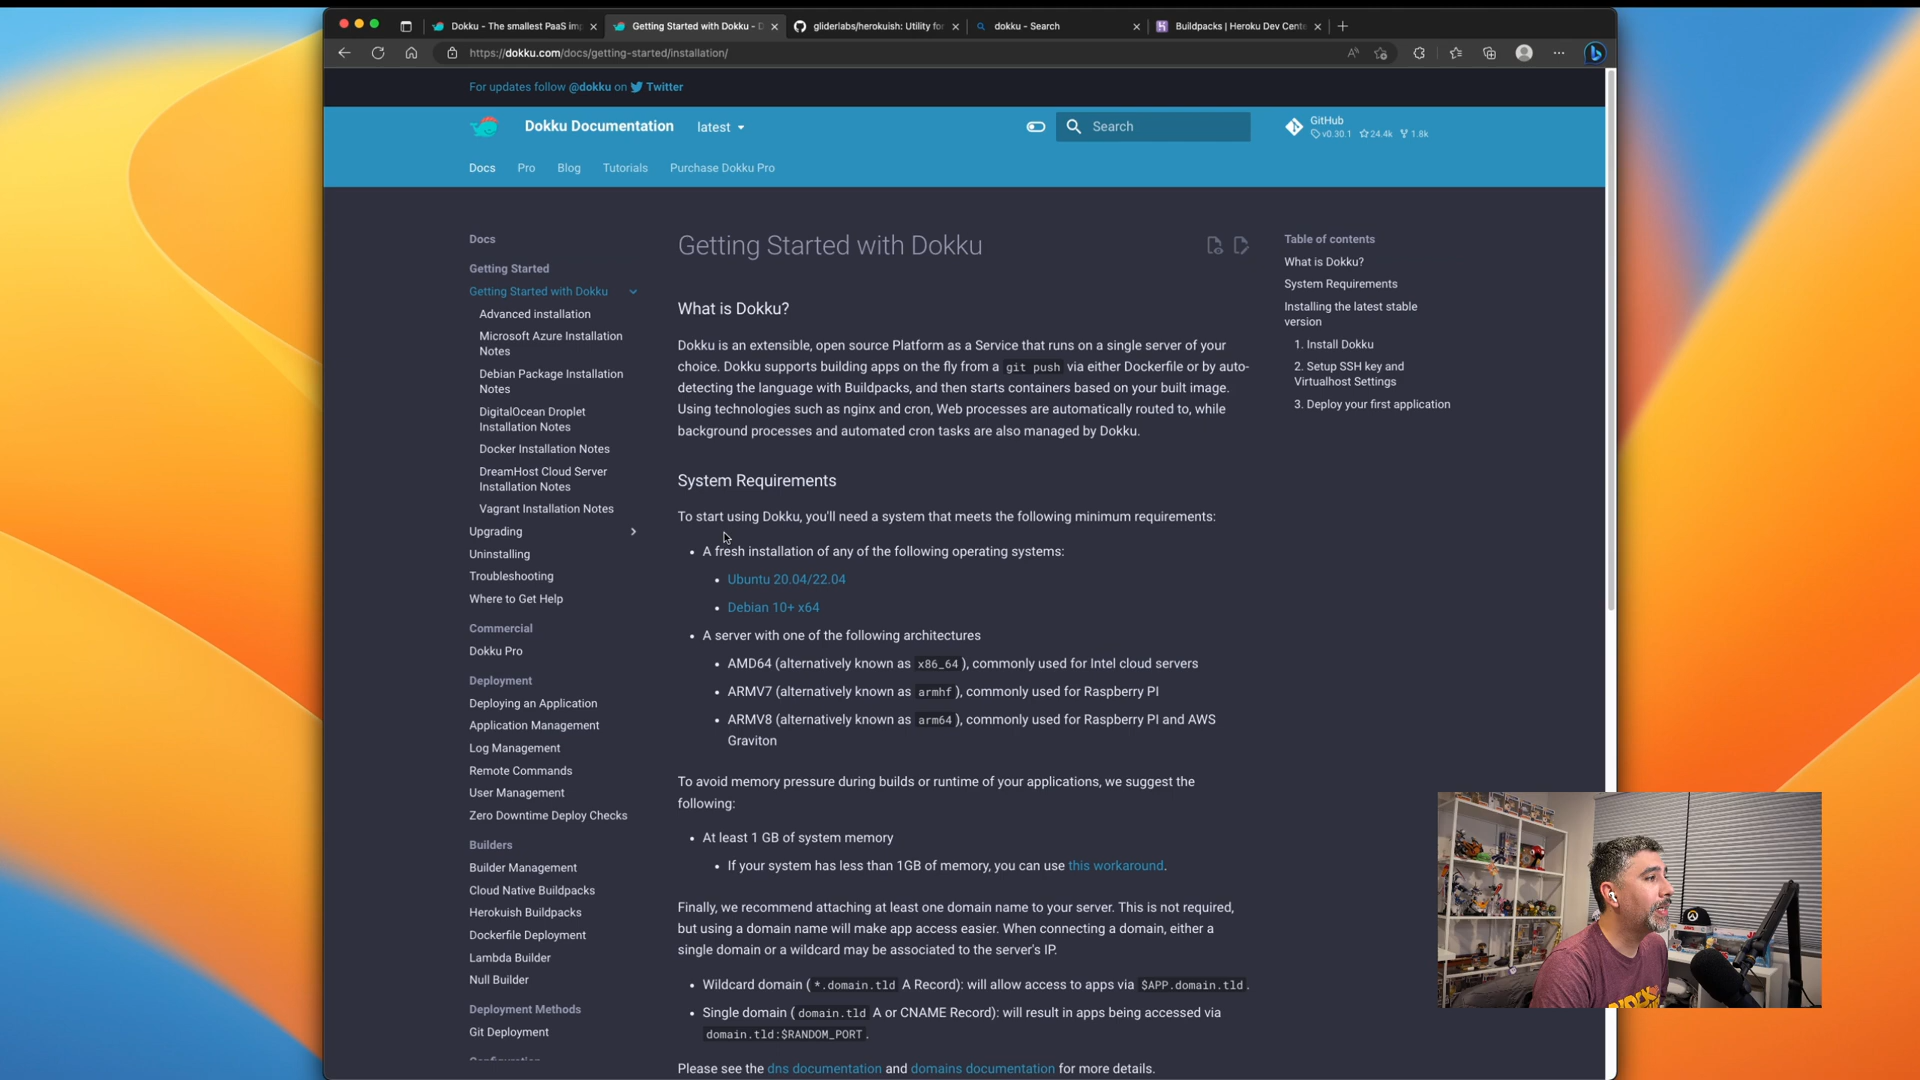 Dokku - The smallest PaaS im
Getting Started with Dokku - D
gliderlabs/herokuish: Utility for
dokku - Search
Buildpacks | Heroku Dev Cente
https://dokku.com/docs/getting-started/installation/
For updates follow @dokku on Twitter
Dokku Documentation
latest
Search
GitHub
v0.30.1 24.4k 1.8k
Docs
Pro
Blog
Tutorials
Purchase Dokku Pro
Docs
Getting Started
Getting Started with Dokku
Advanced installation
Microsoft Azure Installation
Notes
Debian Package Installation
Notes
DigitalOcean Droplet
Installation Notes
Docker Installation Notes
DreamHost Cloud Server
Installation Notes
Vagrant Installation Notes
Upgrading
Uninstalling
Troubleshooting
Where to Get Help
Commercial
Dokku Pro
Deployment
Deploying an Application
Application Management
Log Management
Remote Commands
User Management
Zero Downtime Deploy Checks
Builders
Builder Management
Cloud Native Buildpacks
Herokuish Buildpacks
Dockerfile Deployment
Lambda Builder
Null Builder
Deployment Methods
Git Deployment
Getting Started with Dokku
What is Dokku?
Dokku is an extensible, open source Platform as a Service that runs on a single server of your
choice. Dokku supports building apps on the fly from a git push via either Dockerfile or by auto-
detecting the language with Buildpacks, and then starts containers based on your built image.
Using technologies such as nginx and cron, Web processes are automatically routed to, while
background processes and automated cron tasks are also managed by Dokku.
System Requirements
To start using Dokku, you'll need a system that meets the following minimum requirements:
• A fresh installation of any of the following operating systems:
• Ubuntu 20.04/22.04
• Debian 10+ x64
• A server with one of the following architectures
• AMD64 (alternatively known as x86_64 ), commonly used for Intel cloud servers
• ARMV7 (alternatively known as armhf ), commonly used for Raspberry PI
• ARMV8 (alternatively known as arm64 ), commonly used for Raspberry PI and AWS
Graviton
To avoid memory pressure during builds or runtime of your applications, we suggest the
following:
• At least 1 GB of system memory
• If your system has less than 1GB of memory, you can use this workaround.
Finally, we recommend attaching at least one domain name to your server. This is not required,
but using a domain name will make app access easier. When connecting a domain, either a
single domain or a wildcard may be associated to the server's IP.
• Wildcard domain ( *.domain.tld A Record): will allow access to apps via $APP.domain.tld .
• Single domain ( domain.tld A or CNAME Record): will result in apps being accessed via
domain.tld:$RANDOM_PORT .
Please see the dns documentation and domains documentation for more details.
Table of contents
What is Dokku?
System Requirements
Installing the latest stable
version
1. Install Dokku
2. Setup SSH key and
Virtualhost Settings
3. Deploy your first application